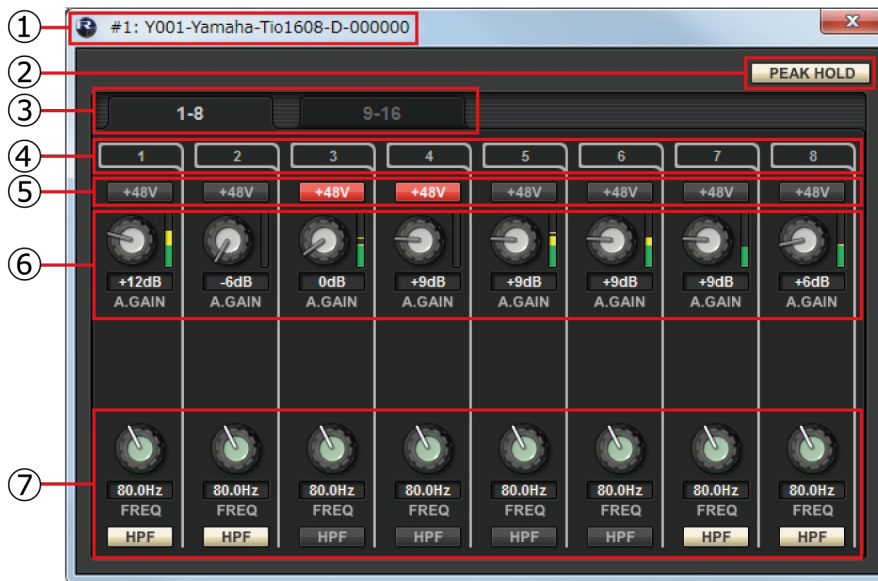 ① #1: Y001-Yamaha-Tio1608-D-000000 X
② PEAK HOLD
③ 1-8 9-16
④ 1 2 3 4 5 6 7 8
⑤ +48V +48V +48V +48V +48V +48V +48V +48V
⑥
+12dB -6dB 0dB +9dB +9dB +9dB +9dB +6dB
A.GAIN A.GAIN A.GAIN A.GAIN A.GAIN A.GAIN A.GAIN A.GAIN
⑦
80.0Hz 80.0Hz 80.0Hz 80.0Hz 80.0Hz 80.0Hz 80.0Hz 80.0Hz
FREQ FREQ FREQ FREQ FREQ FREQ FREQ FREQ
HPF HPF HPF HPF HPF HPF HPF HPF